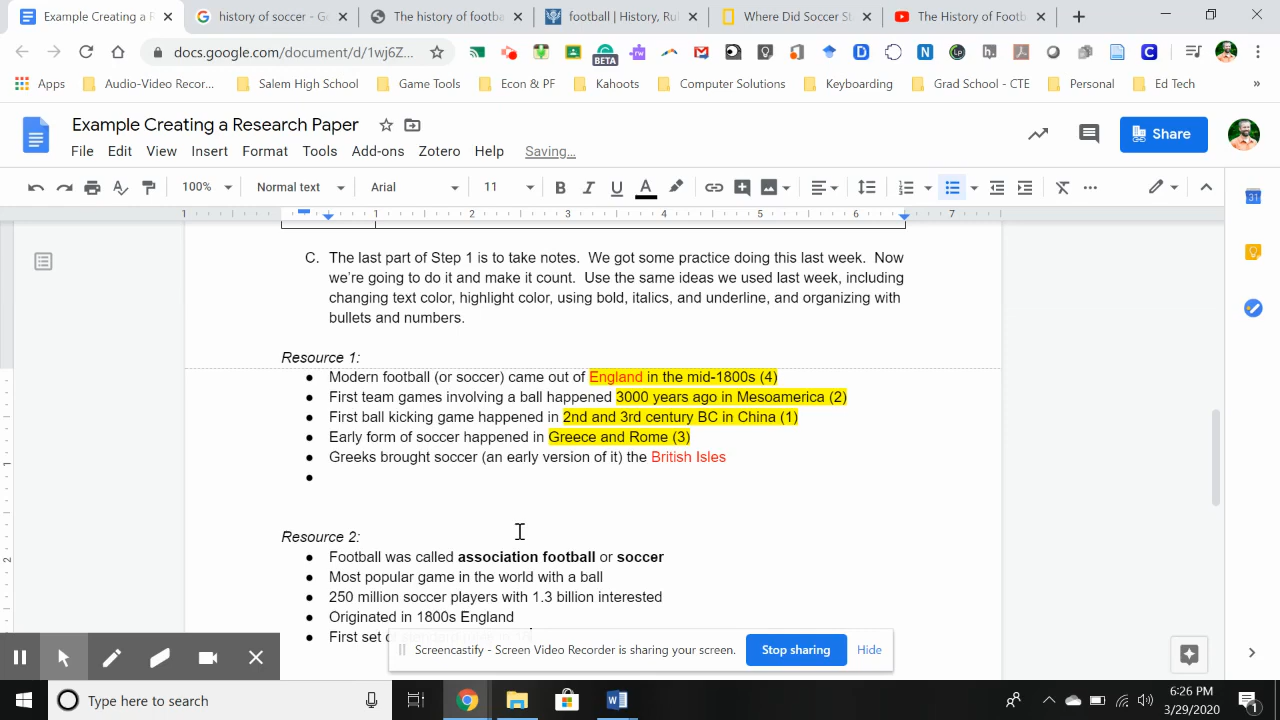 Example Creating a R
history of soccer - G
The history of footba
football | History, Ru
Where Did Soccer S
The History of Footb
docs.google.com/document/d/1wj6Z...
BETA
Apps
Audio-Video Recor...
Salem High School
Game Tools
Econ & PF
Kahoots
Computer Solutions
Keyboarding
Grad School - CTE
Personal
Ed Tech
»
Example Creating a Research Paper
Share
File Edit View Insert Format Tools Add-ons Zotero Help Saving...
100% Normal text Arial 11 B I U A
1 1 2 3 4 5 6 7
C. The last part of Step 1 is to take notes. We got some practice doing this last week. Now
we're going to do it and make it count. Use the same ideas we used last week, including
changing text color, highlight color, using bold, italics, and underline, and organizing with
bullets and numbers.
Resource 1:
● Modern football (or soccer) came out of England in the mid-1800s (4)
● First team games involving a ball happened 3000 years ago in Mesoamerica (2)
● First ball kicking game happened in 2nd and 3rd century BC in China (1)
● Early form of soccer happened in Greece and Rome (3)
● Greeks brought soccer (an early version of it) the British Isles
●
Resource 2:
● Football was called association football or soccer
● Most popular game in the world with a ball
● 250 million soccer players with 1.3 billion interested
● Originated in 1800s England
● First set
Screencastify - Screen Video Recorder is sharing your screen.
Stop sharing
Hide
Type here to search
6:26 PM
3/29/2020